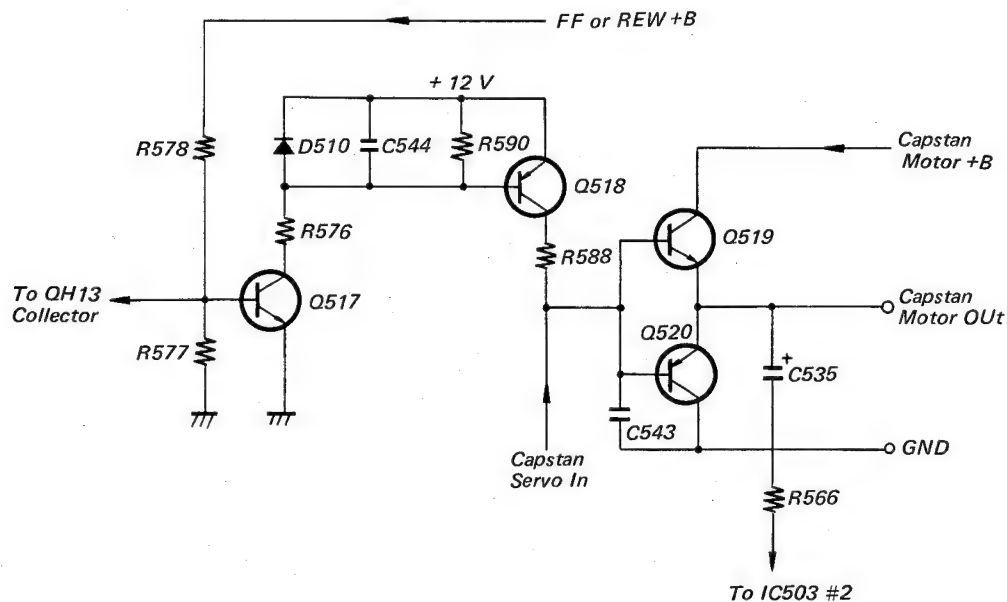 FF or REW +B
+ 12 V
R578
D510
C544
R590
Capstan
Motor +B
Q518
R576
R588
Q519
To QH13
Collector
Q517
Capstan
Motor OUt
Q520
R577
+
C535
C543
Capstan
Servo In
GND
R566
To IC503 #2